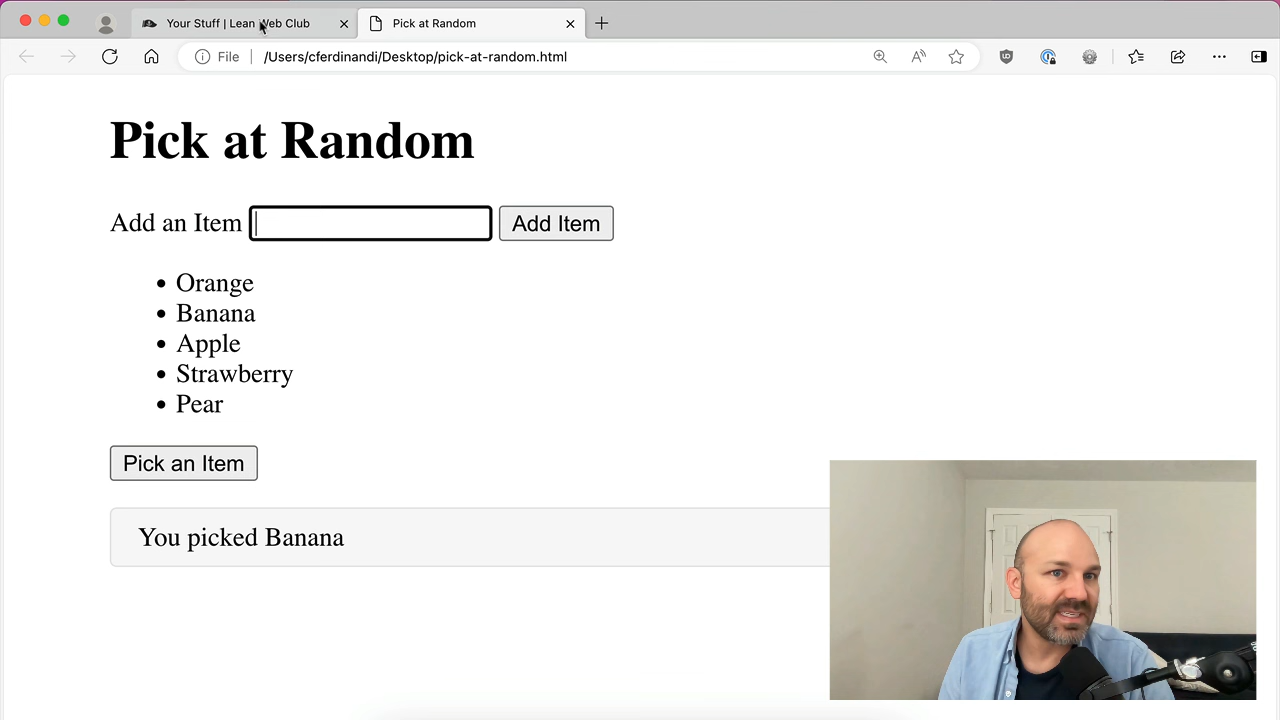 Your Stuff | Lean Web Club
Pick at Random
File
/Users/cferdinandi/Desktop/pick-at-random.html
Pick at Random
Add an Item
Add Item
Orange
Banana
Apple
Strawberry
Pear
Pick an Item
You picked Banana